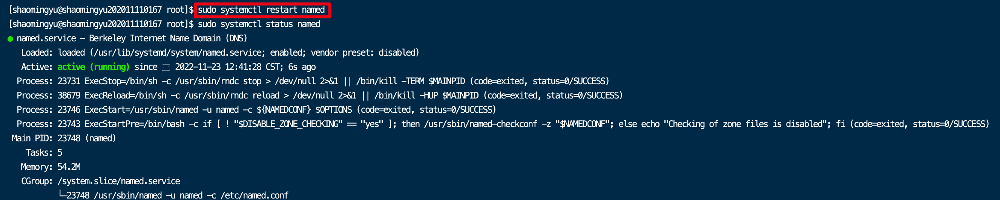 [shaomingyu@shaomingyu202011110167 root]$ sudo systemctl restart named
[shaomingyu@shaomingyu202011110167 root]$ sudo systemctl status named
● named.service - Berkeley Internet Name Domain (DNS)
Loaded: loaded (/usr/lib/systemd/system/named.service; enabled; vendor preset: disabled)
Active: active (running) since 三 2022-11-23 12:41:28 CST; 6s ago
Process: 23731 ExecStop=/bin/sh -c /usr/sbin/rndc stop > /dev/null 2>&1 || /bin/kill -TERM $MAINPID (code=exited, status=0/SUCCESS)
Process: 38679 ExecReload=/bin/sh -c /usr/sbin/rndc reload > /dev/null 2>&1 || /bin/kill -HUP $MAINPID (code=exited, status=0/SUCCESS)
Process: 23746 ExecStart=/usr/sbin/named -u named -c ${NAMEDCONF} $OPTIONS (code=exited, status=0/SUCCESS)
Process: 23743 ExecStartPre=/bin/bash -c if [ ! "$DISABLE_ZONE_CHECKING" == "yes" ]; then /usr/sbin/named-checkconf -z "$NAMEDCONF"; else echo "Checking of zone files is disabled"; fi (code=exited, status=0/SUCCESS)
Main PID: 23748 (named)
Tasks: 5
Memory: 54.2M
CGroup: /system.slice/named.service
└─23748 /usr/sbin/named -u named -c /etc/named.conf